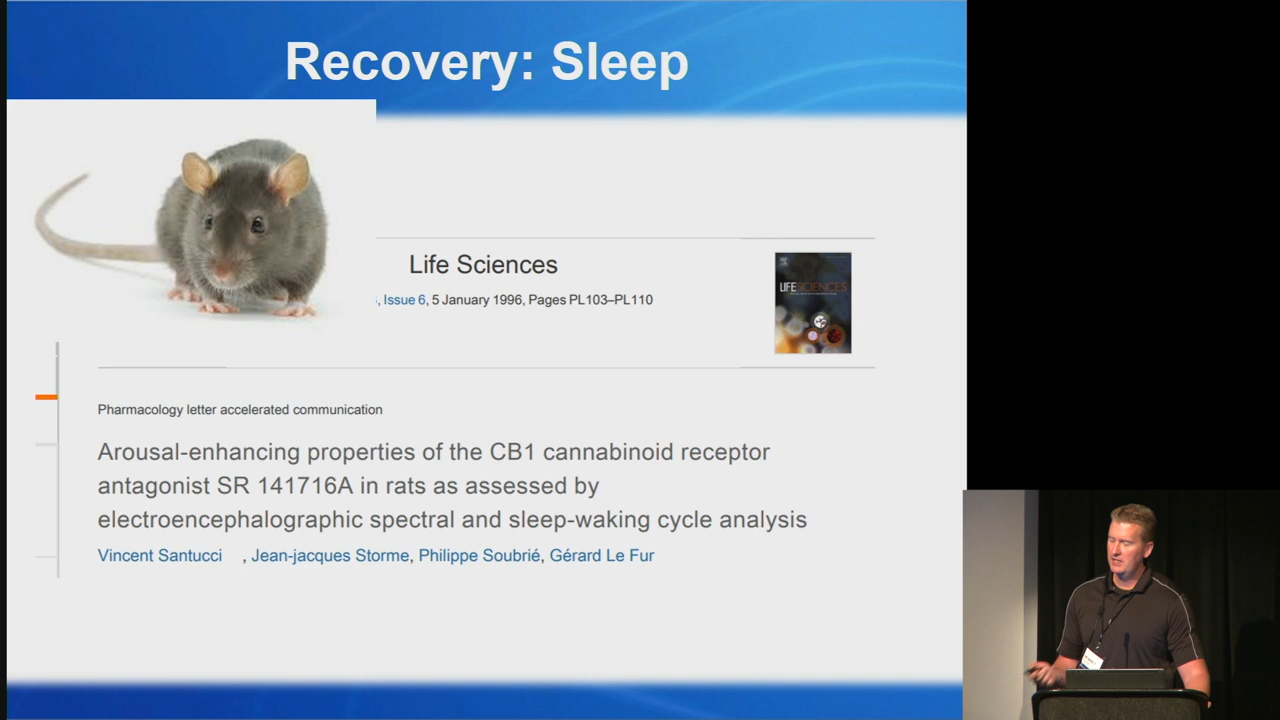 Recovery: Sleep
Life Sciences
, Issue 6, 5 January 1996, Pages PL103–PL110
LIFE SCIENCES
Pharmacology letter accelerated communication
Arousal-enhancing properties of the CB1 cannabinoid receptor
antagonist SR 141716A in rats as assessed by
electroencephalographic spectral and sleep-waking cycle analysis
Vincent Santucci , Jean-jacques Storme, Philippe Soubrié, Gérard Le Fur